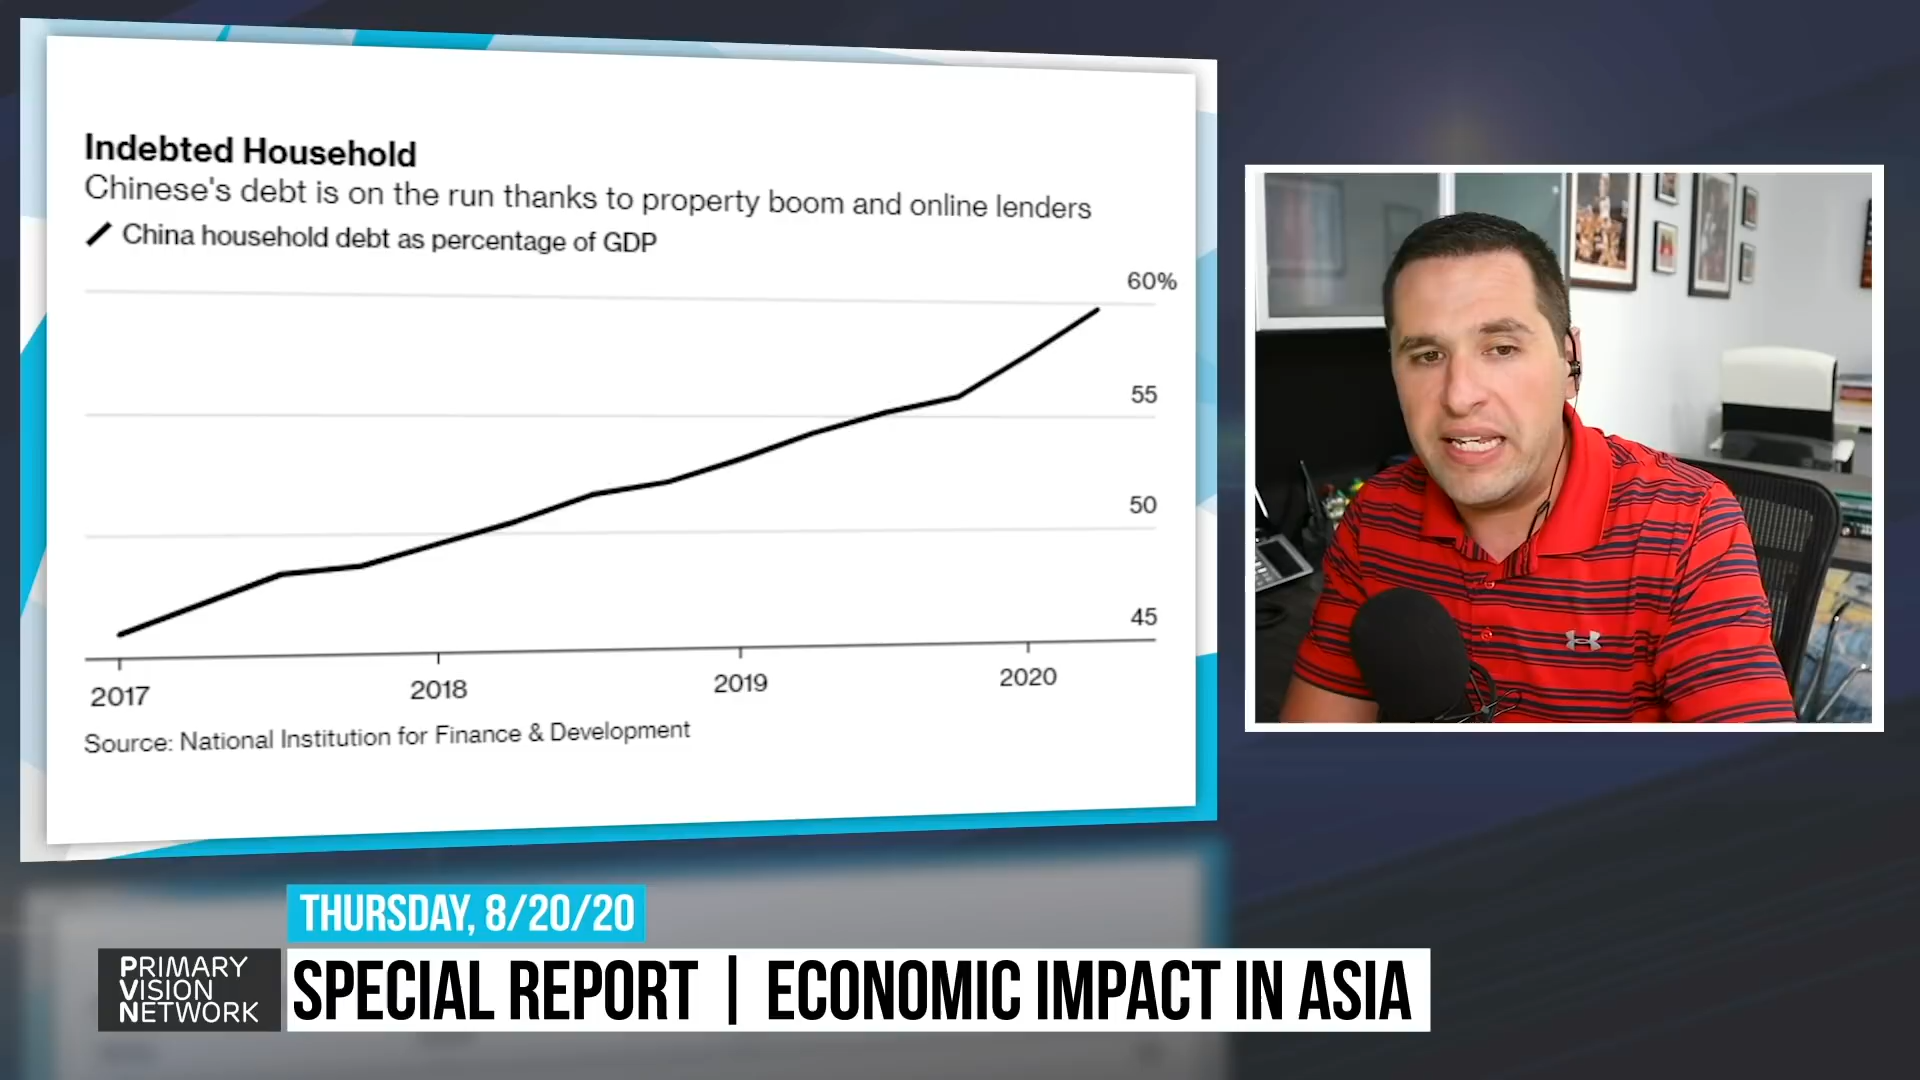 Indebted Household
Chinese's debt is on the run thanks to property boom and online lenders
China household debt as percentage of GDP
60%
55
50
45
2017
2018
2019
2020
Source: National Institution for Finance & Development
THURSDAY, 8/20/20
PRIMARY
VISION
NETWORK
SPECIAL REPORT | ECONOMIC IMPACT IN ASIA